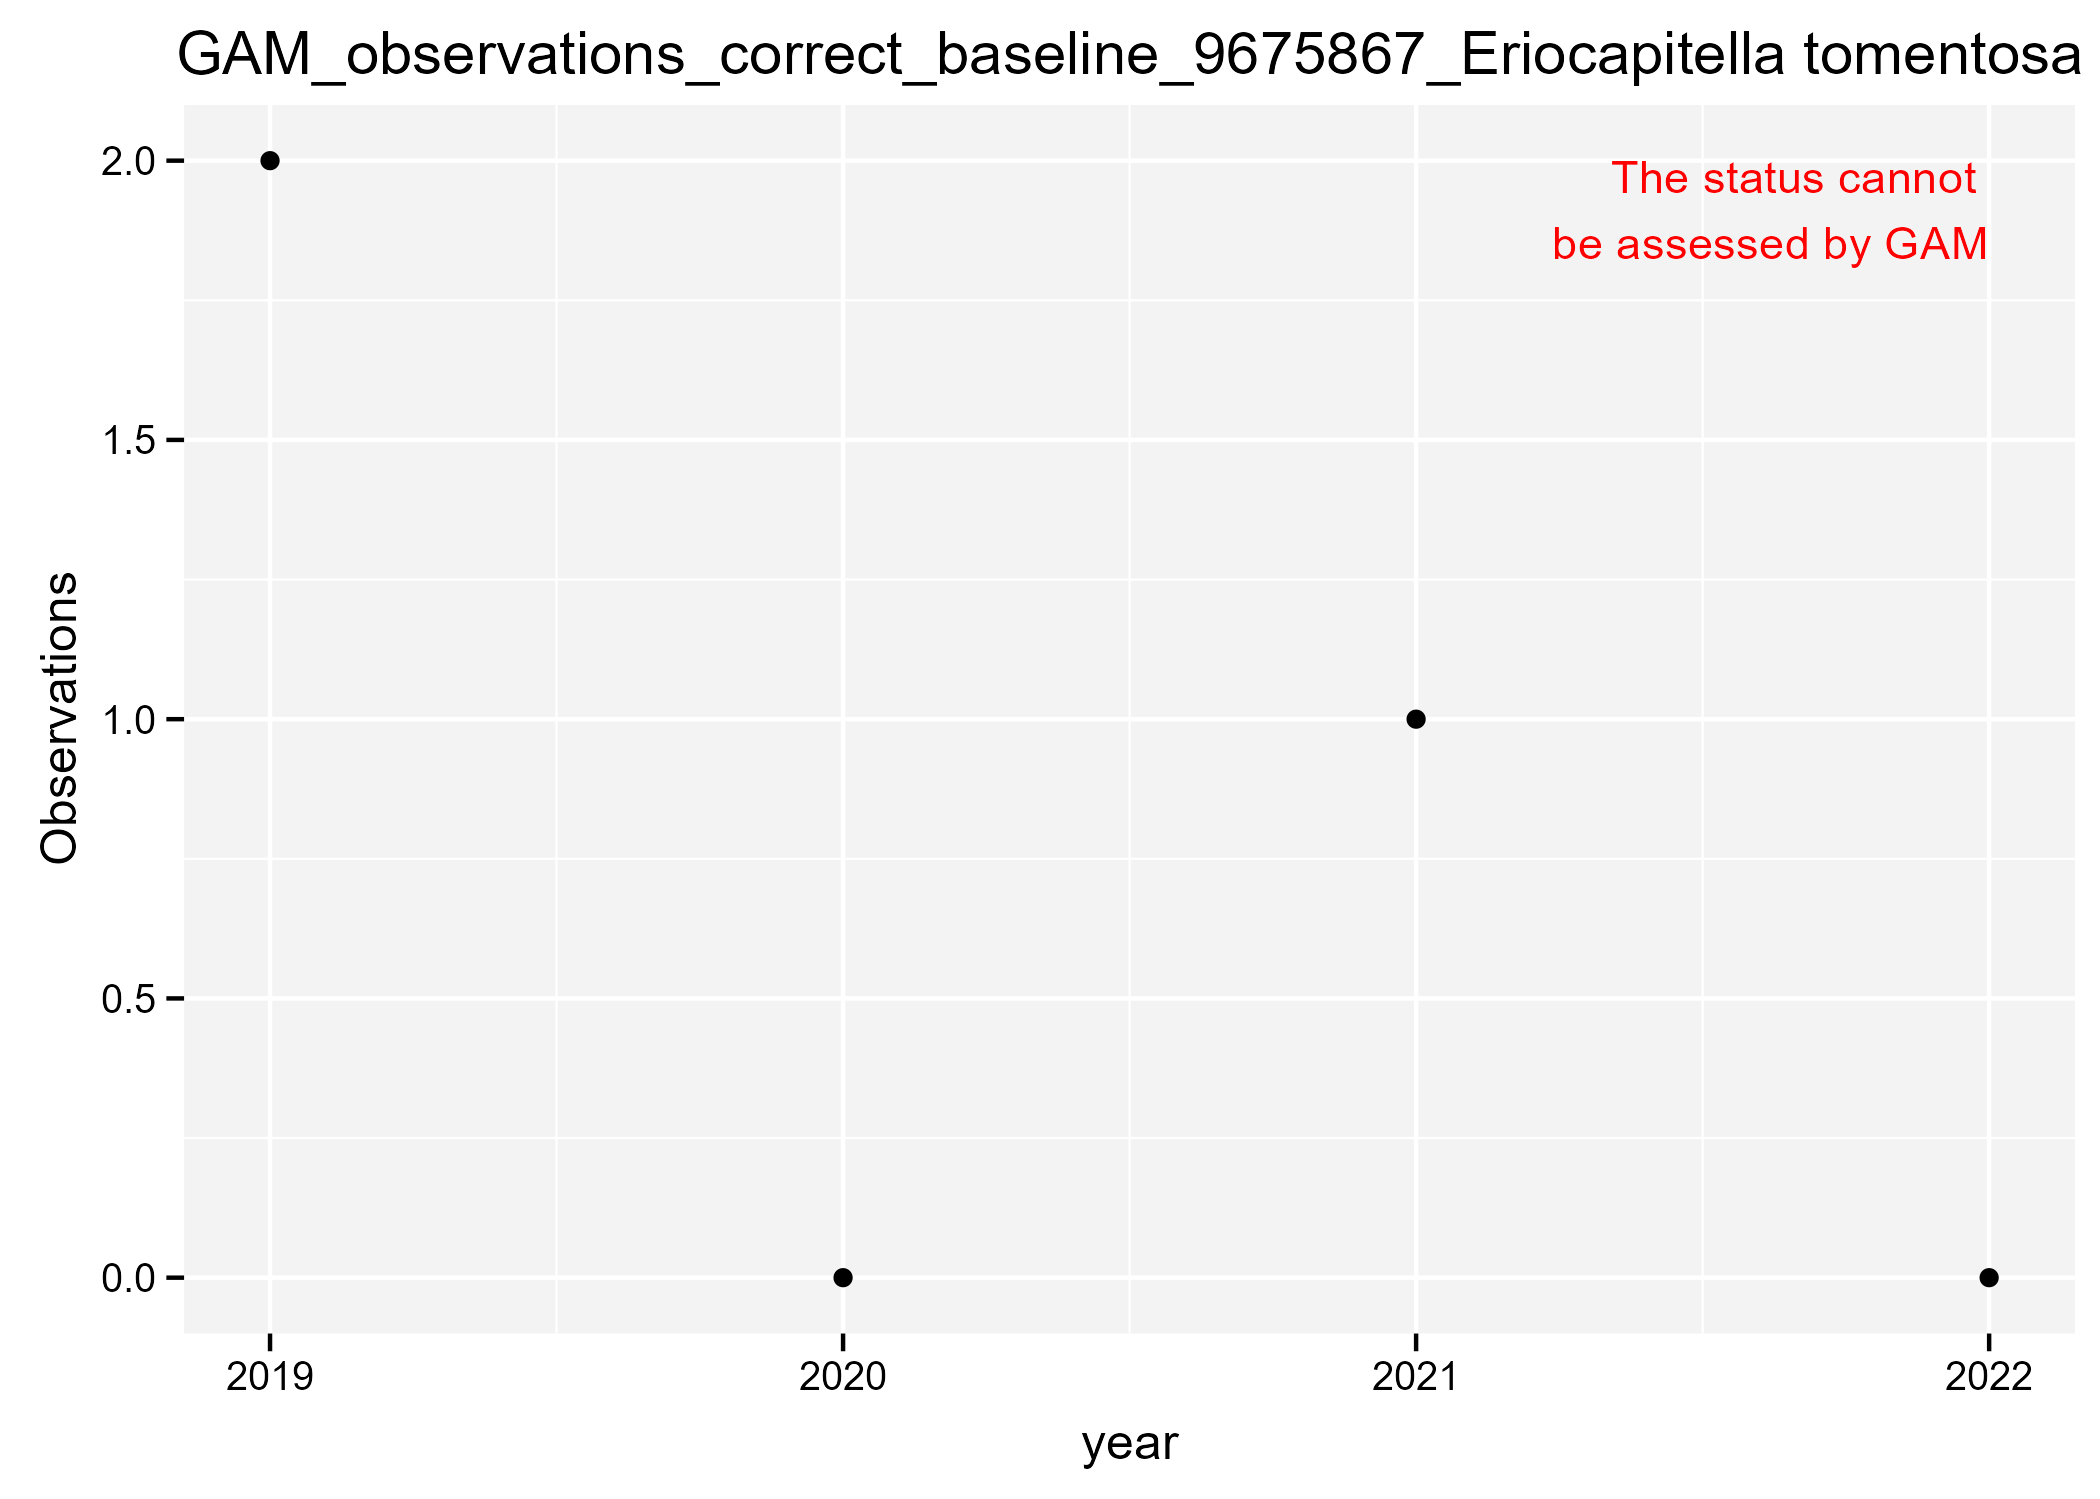 GAM_observations_correct_baseline_9675867_Eriocapitella tomentosa
The status cannot
be assessed by GAM
Observations
2.0
1.5
1.0
0.5
0.0
2019 2020 2021 2022
year